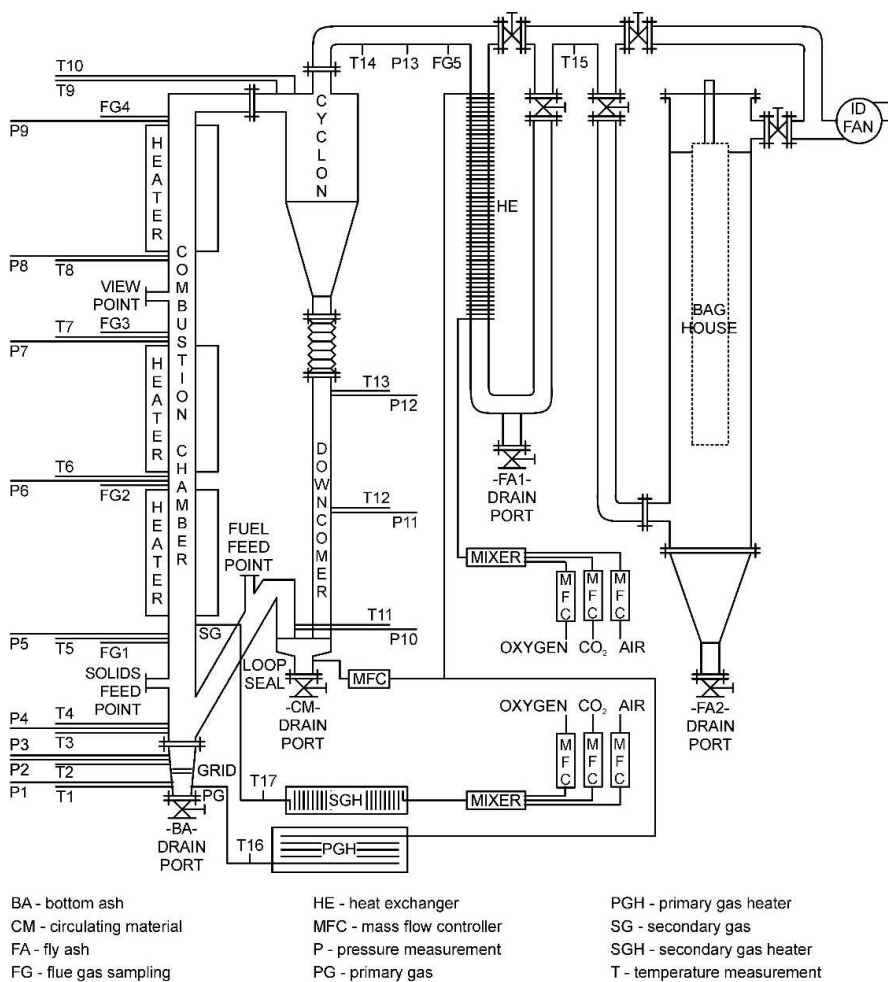 T10
T9
FG4
P9
HEATER
P8
T8
VIEW
POINT
T7
FG3
P7
HEATER
T6
P6
FG2
HEATER
P5
T5
FG1
SOLIDS
FEED
POINT
P4
T4
T3
P3
P2
T2
P1
T1
COMBUSTION CHAMBER
GRID
PG
-BA-
DRAIN
PORT
SG
FUEL
FEED
POINT
CYCLON
DOWNCOMER
T13
P12
T12
P11
T11
P10
LOOP
SEAL
-CM-
DRAIN
PORT
MFC
T14
P13
FG5
T15
HE
-FA1-
DRAIN
PORT
ID
FAN
BAG
HOUSE
-FA2-
DRAIN
PORT
MIXER
MFC
MFC
MFC
OXYGEN
CO₂
AIR
OXYGEN
CO₂
AIR
MFC
MFC
MFC
MIXER
T17
SGH
T16
PGH
BA - bottom ash
CM - circulating material
FA - fly ash
FG - flue gas sampling
HE - heat exchanger
MFC - mass flow controller
P - pressure measurement
PG - primary gas
PGH - primary gas heater
SG - secondary gas
SGH - secondary gas heater
T - temperature measurement